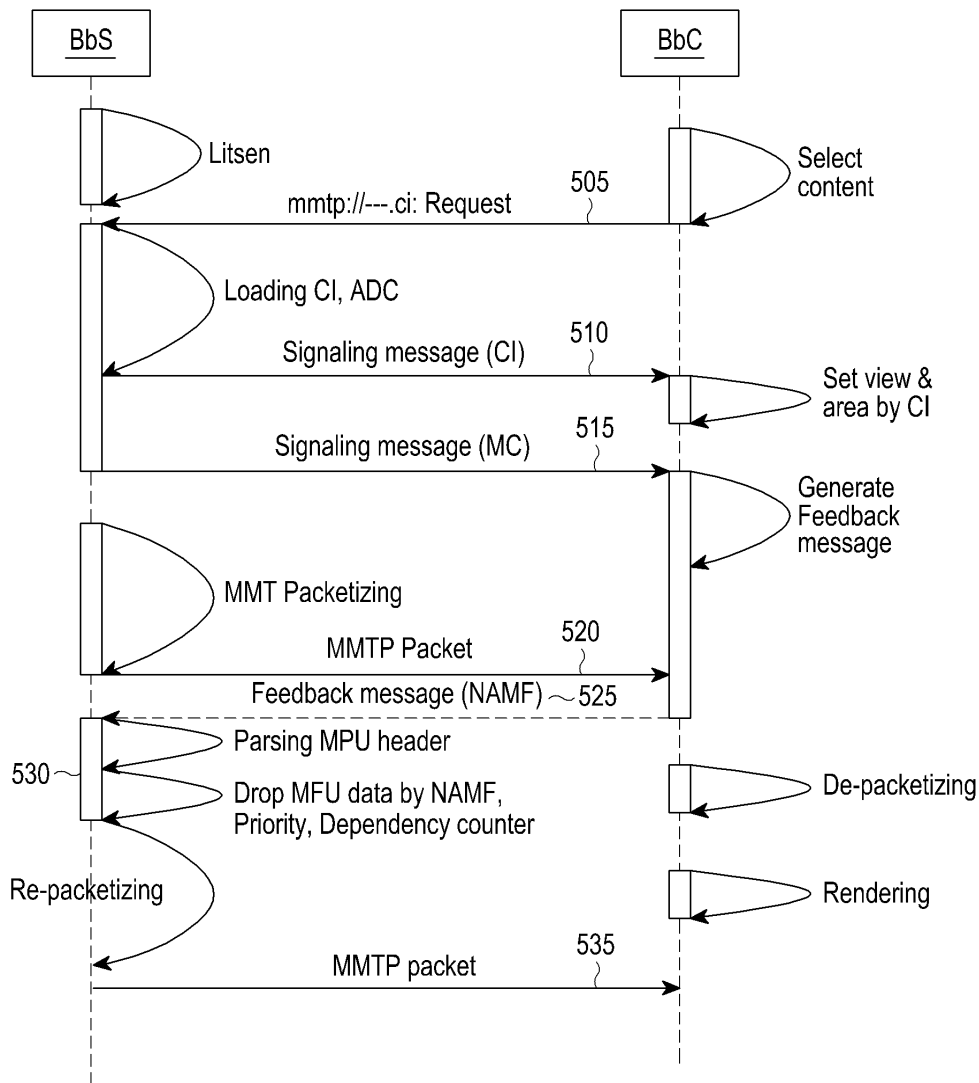 BbS
BbC
Litsen
Select
content
mmtp://---.ci: Request
505
Loading CI, ADC
Signaling message (CI)
510
Set view &
area by CI
Signaling message (MC)
515
Generate
Feedback
message
MMT Packetizing
MMTP Packet
520
Feedback message (NAMF)
525
Parsing MPU header
530
Drop MFU data by NAMF,
Priority, Dependency counter
De-packetizing
Re-packetizing
Rendering
MMTP packet
535